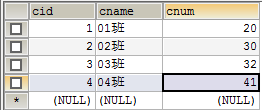 cid cname cnum
1 01班 20
2 02班 30
3 03班 32
4 04班 41
* (NULL) (NULL) (NULL)